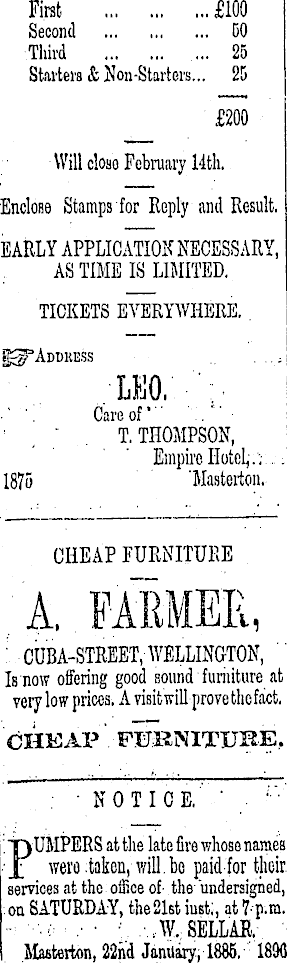 First ... ... ... £100
Second ... ... ... 50
Third ... ... ... 25
Starters & Non-Starters... 25
£200
Will close February 14th.
Enclose Stamps for Reply and Result.
EARLY APPLICATION NECESSARY,
AS TIME IS LIMITED.
TICKETS EVERYWHERE.
ADDRESS
LEO,
Care of
T. THOMPSON,
Empire Hotel,
1875 Masterton.
CHEAP FURNITURE
A. FARMER,
CUBA-STREET, WELLINGTON,
Is now offering good sound furniture at
very low prices. A visit will prove the fact.
CHEAP FURNITURE.
NOTICE.
PUMPERS at the late fire whose names
were taken, will be paid for their
services at the office of the undersigned,
on SATURDAY, the 21st inst., at 7 p.m.
W. SELLAR.
Masterton, 22nd January, 1885. 1896